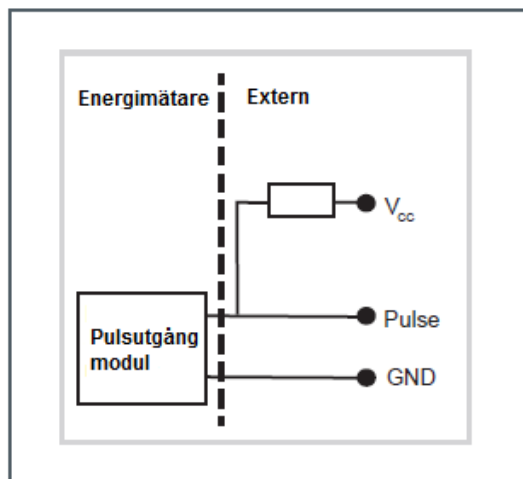 Energimätare
Extern
Vcc
Pulse
Pulsutgång
modul
GND